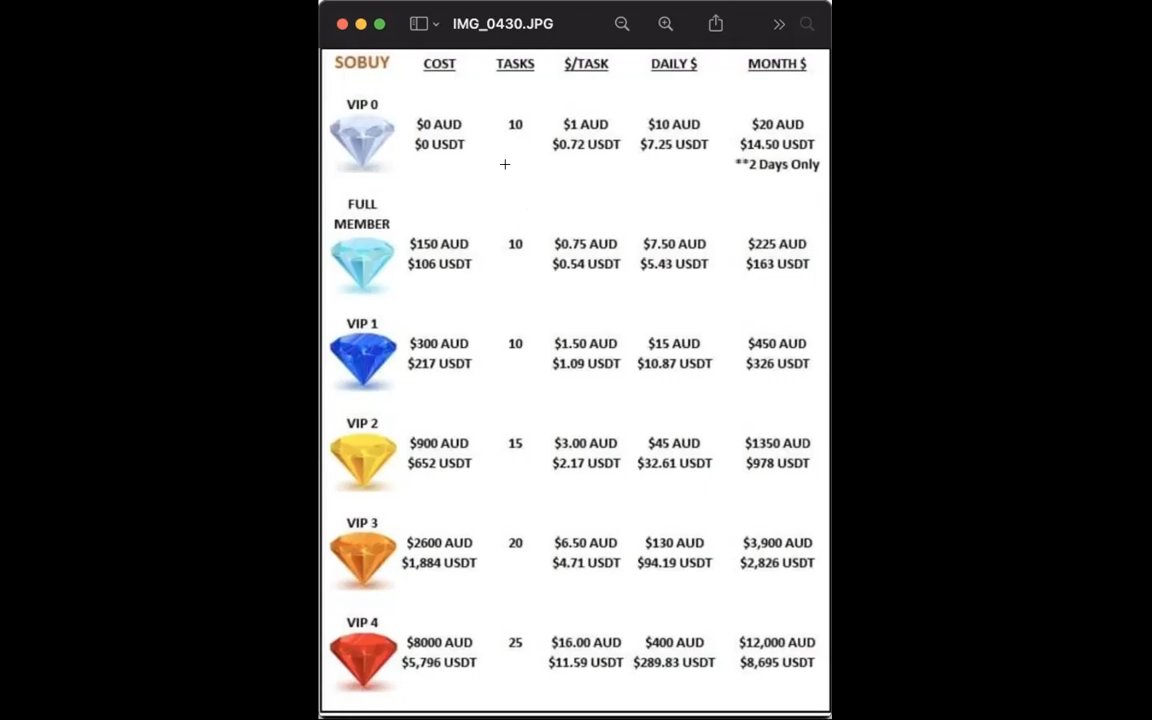 IMG_0430.JPG
SOBUY COST TASKS $/TASK DAILY $ MONTH $
VIP 0
$0 AUD 10 $1 AUD $10 AUD $20 AUD
$0 USDT $0.72 USDT $7.25 USDT $14.50 USDT
**2 Days Only
FULL
MEMBER
$150 AUD 10 $0.75 AUD $7.50 AUD $225 AUD
$106 USDT $0.54 USDT $5.43 USDT $163 USDT
VIP 1
$300 AUD 10 $1.50 AUD $15 AUD $450 AUD
$217 USDT $1.09 USDT $10.87 USDT $326 USDT
VIP 2
$900 AUD 15 $3.00 AUD $45 AUD $1350 AUD
$652 USDT $2.17 USDT $32.61 USDT $978 USDT
VIP 3
$2600 AUD 20 $6.50 AUD $130 AUD $3,900 AUD
$1,884 USDT $4.71 USDT $94.19 USDT $2,826 USDT
VIP 4
$8000 AUD 25 $16.00 AUD $400 AUD $12,000 AUD
$5,796 USDT $11.59 USDT $289.83 USDT $8,695 USDT